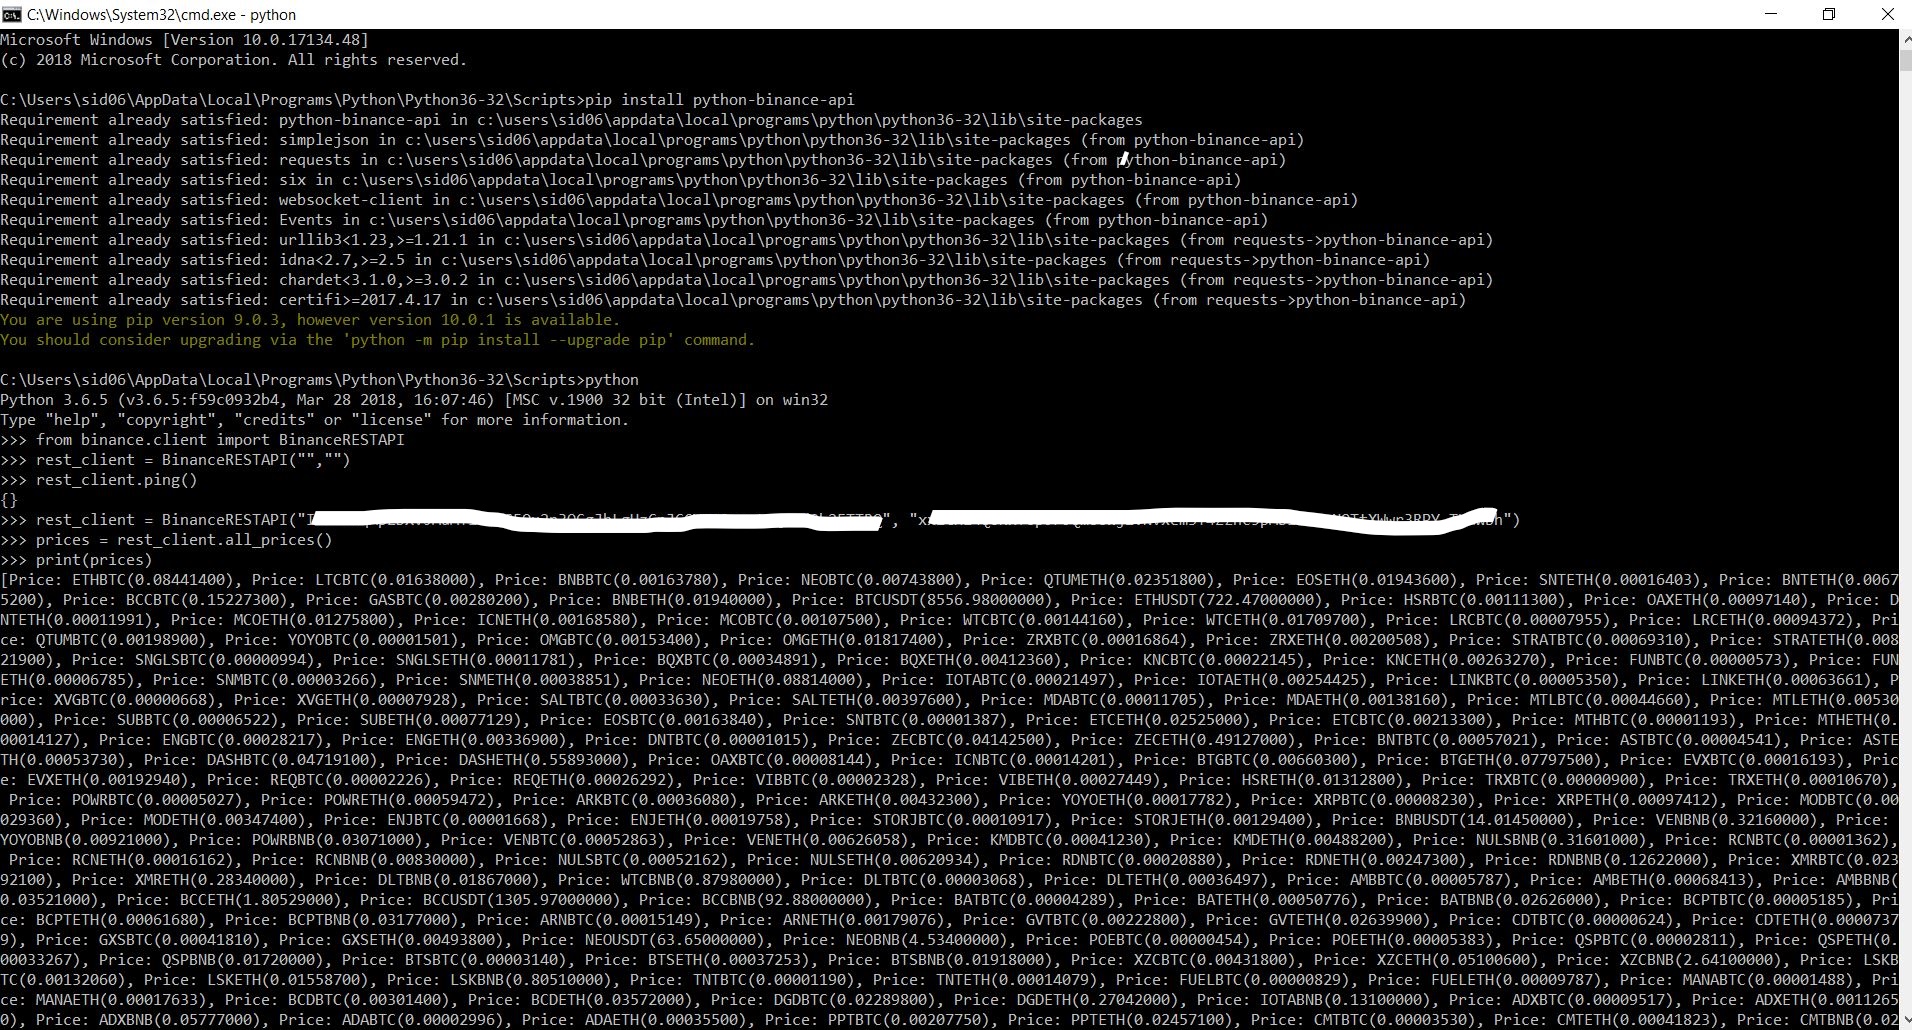 C:\Windows\System32\cmd.exe - python
Microsoft Windows [Version 10.0.17134.48]
(c) 2018 Microsoft Corporation. All rights reserved.
C:\Users\sid06\AppData\Local\Programs\Python\Python36-32\Scripts>pip install python-binance-api
Requirement already satisfied: python-binance-api in c:\users\sid06\appdata\local\programs\python\python36-32\lib\site-packages
Requirement already satisfied: simplejson in c:\users\sid06\appdata\local\programs\python\python36-32\lib\site-packages (from python-binance-api)
Requirement already satisfied: requests in c:\users\sid06\appdata\local\programs\python\python36-32\lib\site-packages (from python-binance-api)
Requirement already satisfied: six in c:\users\sid06\appdata\local\programs\python\python36-32\lib\site-packages (from python-binance-api)
Requirement already satisfied: websocket-client in c:\users\sid06\appdata\local\programs\python\python36-32\lib\site-packages (from python-binance-api)
Requirement already satisfied: Events in c:\users\sid06\appdata\local\programs\python\python36-32\lib\site-packages (from python-binance-api)
Requirement already satisfied: urllib3<1.23,>=1.21.1 in c:\users\sid06\appdata\local\programs\python\python36-32\lib\site-packages (from requests->python-binance-api)
Requirement already satisfied: idna<2.7,>=2.5 in c:\users\sid06\appdata\local\programs\python\python36-32\lib\site-packages (from requests->python-binance-api)
Requirement already satisfied: chardet<3.1.0,>=3.0.2 in c:\users\sid06\appdata\local\programs\python\python36-32\lib\site-packages (from requests->python-binance-api)
Requirement already satisfied: certifi>=2017.4.17 in c:\users\sid06\appdata\local\programs\python\python36-32\lib\site-packages (from requests->python-binance-api)
You are using pip version 9.0.3, however version 10.0.1 is available.
You should consider upgrading via the 'python -m pip install --upgrade pip' command.
C:\Users\sid06\AppData\Local\Programs\Python\Python36-32\Scripts>python
Python 3.6.5 (v3.6.5:f59c0932b4, Mar 28 2018, 16:07:46) [MSC v.1900 32 bit (Intel)] on win32
Type "help", "copyright", "credits" or "license" for more information.
>>> from binance.client import BinanceRESTAPI
>>> rest_client = BinanceRESTAPI("","")
>>> rest_client.ping()
{}
>>> rest_client = BinanceRESTAPI(
>>> prices = rest_client.all_prices()
>>> print(prices)
[Price: ETHBTC(0.08441400), Price: LTCBTC(0.01638000), Price: BNBBTC(0.00163780), Price: NEOBTC(0.00743800), Price: QTUMETH(0.02351800), Price: EOSETH(0.01943600), Price: SNTETH(0.00016403), Price: BNTETH(0.0067
5200), Price: BCCBTC(0.15227300), Price: GASBTC(0.00280200), Price: BNBETH(0.01940000), Price: BTCUSDT(8556.98000000), Price: ETHUSDT(722.47000000), Price: HSRBTC(0.00111300), Price: OAXETH(0.00097140), Price: D
NTETH(0.00011991), Price: MCOETH(0.01275800), Price: ICNETH(0.00168580), Price: MCOBTC(0.00107500), Price: WTCBTC(0.00144160), Price: WTCETH(0.01709700), Price: LRCBTC(0.00007955), Price: LRCETH(0.00094372), Pri
ce: QTUMBTC(0.00198900), Price: YOYOBTC(0.00001501), Price: OMGBTC(0.00153400), Price: OMGETH(0.01817400), Price: ZRXBTC(0.00016864), Price: ZRXETH(0.00200508), Price: STRATBTC(0.00069310), Price: STRATETH(0.008
21900), Price: SNGLSBTC(0.00000994), Price: SNGLSETH(0.00011781), Price: BQXBTC(0.00034891), Price: BQXETH(0.00412360), Price: KNCBTC(0.00022145), Price: KNCETH(0.00263270), Price: FUNBTC(0.00000573), Price: FUN
ETH(0.00006785), Price: SNMBTC(0.00003266), Price: SNMETH(0.00038851), Price: NEOETH(0.08814000), Price: IOTABTC(0.00021497), Price: IOTAETH(0.00254425), Price: LINKBTC(0.00005350), Price: LINKETH(0.00063661), P
rice: XVGBTC(0.00000668), Price: XVGETH(0.00007928), Price: SALTBTC(0.00033630), Price: SALTETH(0.00397600), Price: MDABTC(0.00011705), Price: MDAETH(0.00138160), Price: MTLBTC(0.00044660), Price: MTLETH(0.00530
000), Price: SUBBTC(0.00006522), Price: SUBETH(0.00077129), Price: EOSBTC(0.00163840), Price: SNTBTC(0.00001387), Price: ETCETH(0.02525000), Price: ETCBTC(0.00213300), Price: MTHBTC(0.00001193), Price: MTHETH(0.
00014127), Price: ENGBTC(0.00028217), Price: ENGETH(0.00336900), Price: DNTBTC(0.00001015), Price: ZECBTC(0.04142500), Price: ZECETH(0.49127000), Price: BNTBTC(0.00057021), Price: ASTBTC(0.00004541), Price: ASTE
TH(0.00053730), Price: DASHBTC(0.04719100), Price: DASHETH(0.55893000), Price: OAXBTC(0.00008144), Price: ICNBTC(0.00014201), Price: BTGBTC(0.00660300), Price: BTGETH(0.07797500), Price: EVXBTC(0.00016193), Pric
e: EVXETH(0.00192940), Price: REQBTC(0.00002226), Price: REQETH(0.00026292), Price: VIBBTC(0.00002328), Price: VIBETH(0.00027449), Price: HSRETH(0.01312800), Price: TRXBTC(0.00000900), Price: TRXETH(0.00010670),
Price: POWRBTC(0.00005027), Price: POWRETH(0.00059472), Price: ARKBTC(0.00036080), Price: ARKETH(0.00432300), Price: YOYOETH(0.00017782), Price: XRPBTC(0.00008230), Price: XRPETH(0.00097412), Price: MODBTC(0.00
029360), Price: MODETH(0.00347400), Price: ENJBTC(0.00001668), Price: ENJETH(0.00019758), Price: STORJBTC(0.00010917), Price: STORJETH(0.00129400), Price: BNBUSDT(14.01450000), Price: VENBNB(0.32160000), Price:
YOYOBNB(0.00921000), Price: POWRBNB(0.03071000), Price: VENBTC(0.00052863), Price: VENETH(0.00626058), Price: KMDBTC(0.00041230), Price: KMDETH(0.00488200), Price: NULSBNB(0.31601000), Price: RCNBTC(0.00001362),
Price: RCNETH(0.00016162), Price: RCNBNB(0.00830000), Price: NULSBTC(0.00052162), Price: NULSETH(0.00620934), Price: RDNBTC(0.00020880), Price: RDNETH(0.00247300), Price: RDNBNB(0.12622000), Price: XMRBTC(0.023
92100), Price: XMRETH(0.28340000), Price: DLTBNB(0.01867000), Price: WTCBNB(0.87980000), Price: DLTBTC(0.00003068), Price: DLTETH(0.00036497), Price: AMBBTC(0.00005787), Price: AMBETH(0.00068413), Price: AMBBNB(
0.03521000), Price: BCCETH(1.80529000), Price: BCCUSDT(1305.97000000), Price: BCCBNB(92.88000000), Price: BATBTC(0.00004289), Price: BATETH(0.00050776), Price: BATBNB(0.02626000), Price: BCPTBTC(0.00005185), Pri
ce: BCPTETH(0.00061680), Price: BCPTBNB(0.03177000), Price: ARNBTC(0.00015149), Price: ARNETH(0.00179076), Price: GVTBTC(0.00222800), Price: GVTETH(0.02639900), Price: CDTBTC(0.00000624), Price: CDTETH(0.0000737
9), Price: GXSBTC(0.00041810), Price: GXSETH(0.00493800), Price: NEOUSDT(63.65000000), Price: NEOBNB(4.53400000), Price: POEBTC(0.00000454), Price: POEETH(0.00005383), Price: QSPBTC(0.00002811), Price: QSPETH(0.
00033267), Price: QSPBNB(0.01720000), Price: BTSBTC(0.00003140), Price: BTSETH(0.00037253), Price: BTSBNB(0.01918000), Price: XZCBTC(0.00431800), Price: XZCETH(0.05100600), Price: XZCBNB(2.64100000), Price: LSKB
TC(0.00132060), Price: LSKETH(0.01558700), Price: LSKBNB(0.80510000), Price: TNTBTC(0.00001190), Price: TNTETH(0.00014079), Price: FUELBTC(0.00000829), Price: FUELETH(0.00009787), Price: MANABTC(0.00001488), Pri
ce: MANAETH(0.00017633), Price: BCDBTC(0.00301400), Price: BCDETH(0.03572000), Price: DGDBTC(0.02289800), Price: DGDETH(0.27042000), Price: IOTABNB(0.13100000), Price: ADXBTC(0.00009517), Price: ADXETH(0.0011265
0), Price: ADXBNB(0.05777000), Price: ADABTC(0.00002996), Price: ADAETH(0.00035500), Price: PPTBTC(0.00207750), Price: PPTETH(0.02457100), Price: CMTBTC(0.00003530), Price: CMTETH(0.00041823), Price: CMTBNB(0.02